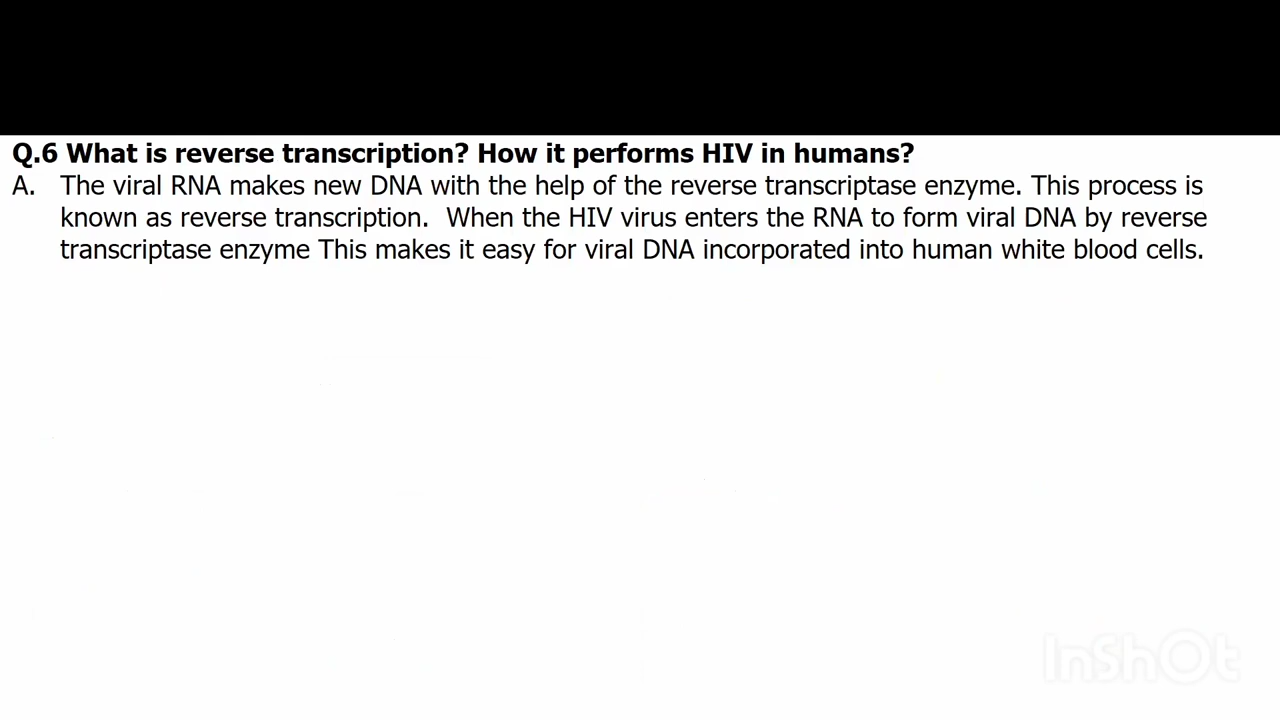 Q.6 What is reverse transcription? How it performs HIV in humans?
A. The viral RNA makes new DNA with the help of the reverse transcriptase enzyme. This process is
known as reverse transcription. When the HIV virus enters the RNA to form viral DNA by reverse
transcriptase enzyme This makes it easy for viral DNA incorporated into human white blood cells.
InShOt